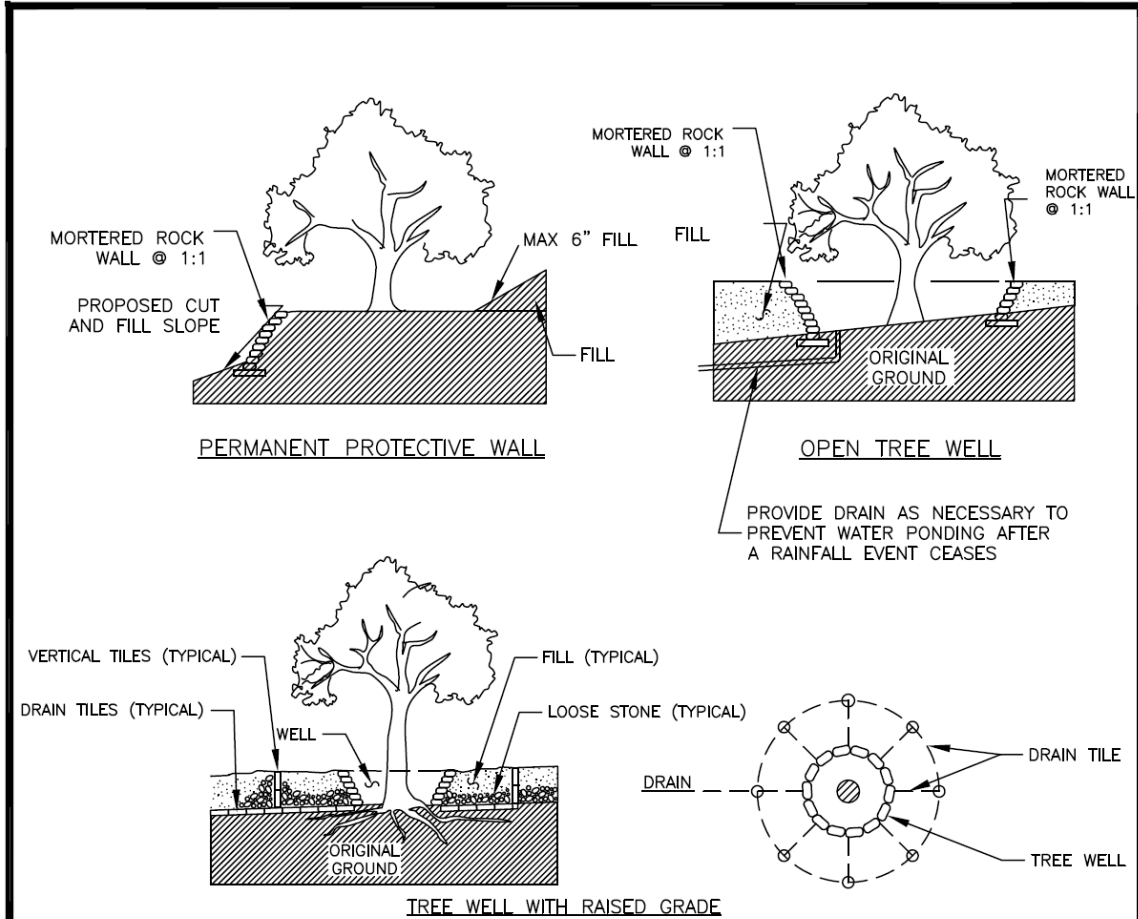 MORTERED ROCK
WALL @ 1:1
PROPOSED CUT
AND FILL SLOPE
MAX 6" FILL
FILL
PERMANENT PROTECTIVE WALL
MORTERED ROCK
WALL @ 1:1
FILL
MORTERED
ROCK WALL
@ 1:1
ORIGINAL
GROUND
OPEN TREE WELL
PROVIDE DRAIN AS NECESSARY TO
PREVENT WATER PONDING AFTER
A RAINFALL EVENT CEASES
VERTICAL TILES (TYPICAL)
DRAIN TILES (TYPICAL)
WELL
FILL (TYPICAL)
LOOSE STONE (TYPICAL)
ORIGINAL
GROUND
TREE WELL WITH RAISED GRADE
DRAIN
DRAIN TILE
TREE WELL